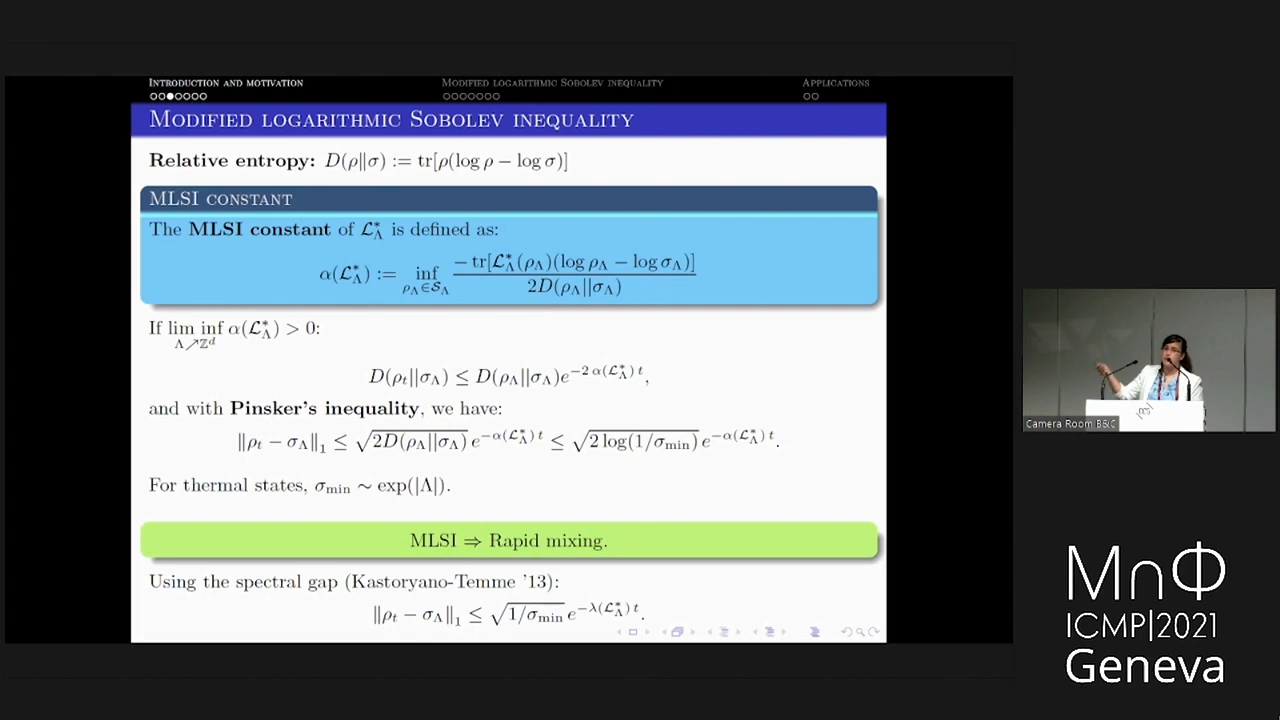 INTRODUCTION AND MOTIVATION
MODIFIED LOGARITHMIC SOBOLEV INEQUALITY
APPLICATIONS
MODIFIED LOGARITHMIC SOBOLEV INEQUALITY
Relative entropy: D(ρ||σ) := tr[ρ(log ρ − log σ)]
MLSI CONSTANT
The MLSI constant of ℒ*_Λ is defined as:
α(ℒ*_Λ) := inf_{ρ_Λ∈𝒮_Λ} −tr[ℒ*_Λ(ρ_Λ)(log ρ_Λ − log σ_Λ)] / 2D(ρ_Λ||σ_Λ)
If lim inf_{Λ↗ℤ^d} α(ℒ*_Λ) > 0:
D(ρ_t||σ_Λ) ≤ D(ρ_Λ||σ_Λ)e^{−2 α(ℒ*_Λ) t},
and with Pinsker's inequality, we have:
‖ρ_t − σ_Λ‖_1 ≤ √(2D(ρ_Λ||σ_Λ)) e^{−α(ℒ*_Λ) t} ≤ √(2 log(1/σ_min)) e^{−α(ℒ*_Λ) t}.
For thermal states, σ_min ∼ exp(|Λ|).
MLSI ⇒ Rapid mixing.
Using the spectral gap (Kastoryano-Temme '13):
‖ρ_t − σ_Λ‖_1 ≤ √(1/σ_min) e^{−λ(ℒ*_Λ) t}.
Camera Room B&C
M∩Φ
ICMP|2021
Geneva